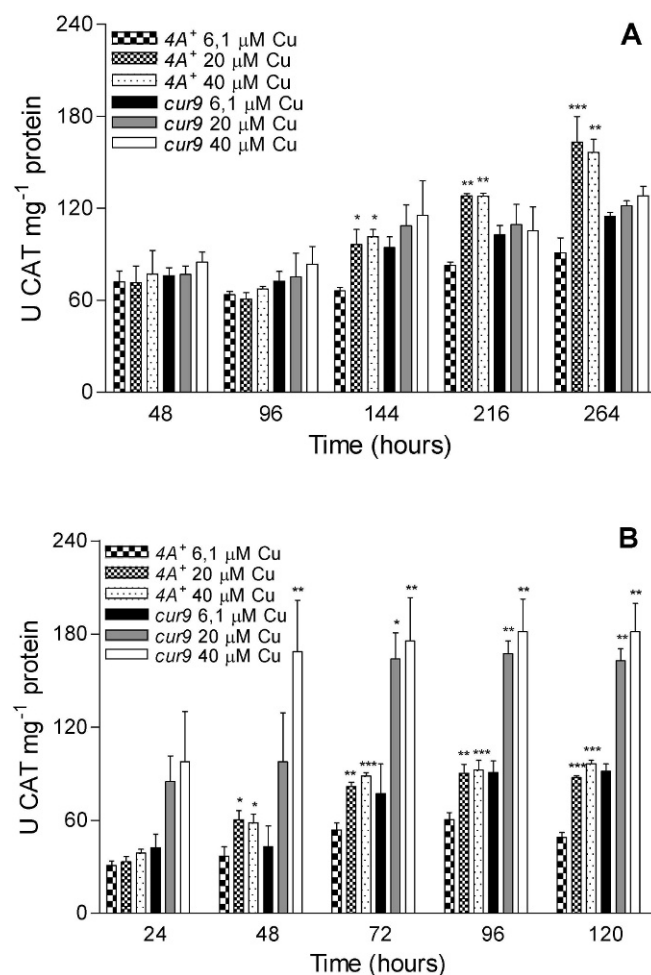 A
240
180
120
60
0
U CAT mg⁻¹ protein
4A⁺ 6,1 μM Cu
4A⁺ 20 μM Cu
4A⁺ 40 μM Cu
cur9 6,1 μM Cu
cur9 20 μM Cu
cur9 40 μM Cu
* *
** **
*** **
48 96 144 216 264
Time (hours)
B
240
180
120
60
0
U CAT mg⁻¹ protein
4A⁺ 6,1 μM Cu
4A⁺ 20 μM Cu
4A⁺ 40 μM Cu
cur9 6,1 μM Cu
cur9 20 μM Cu
cur9 40 μM Cu
* * **
** *** * **
** *** ** **
*** *** ** **
24 48 72 96 120
Time (hours)